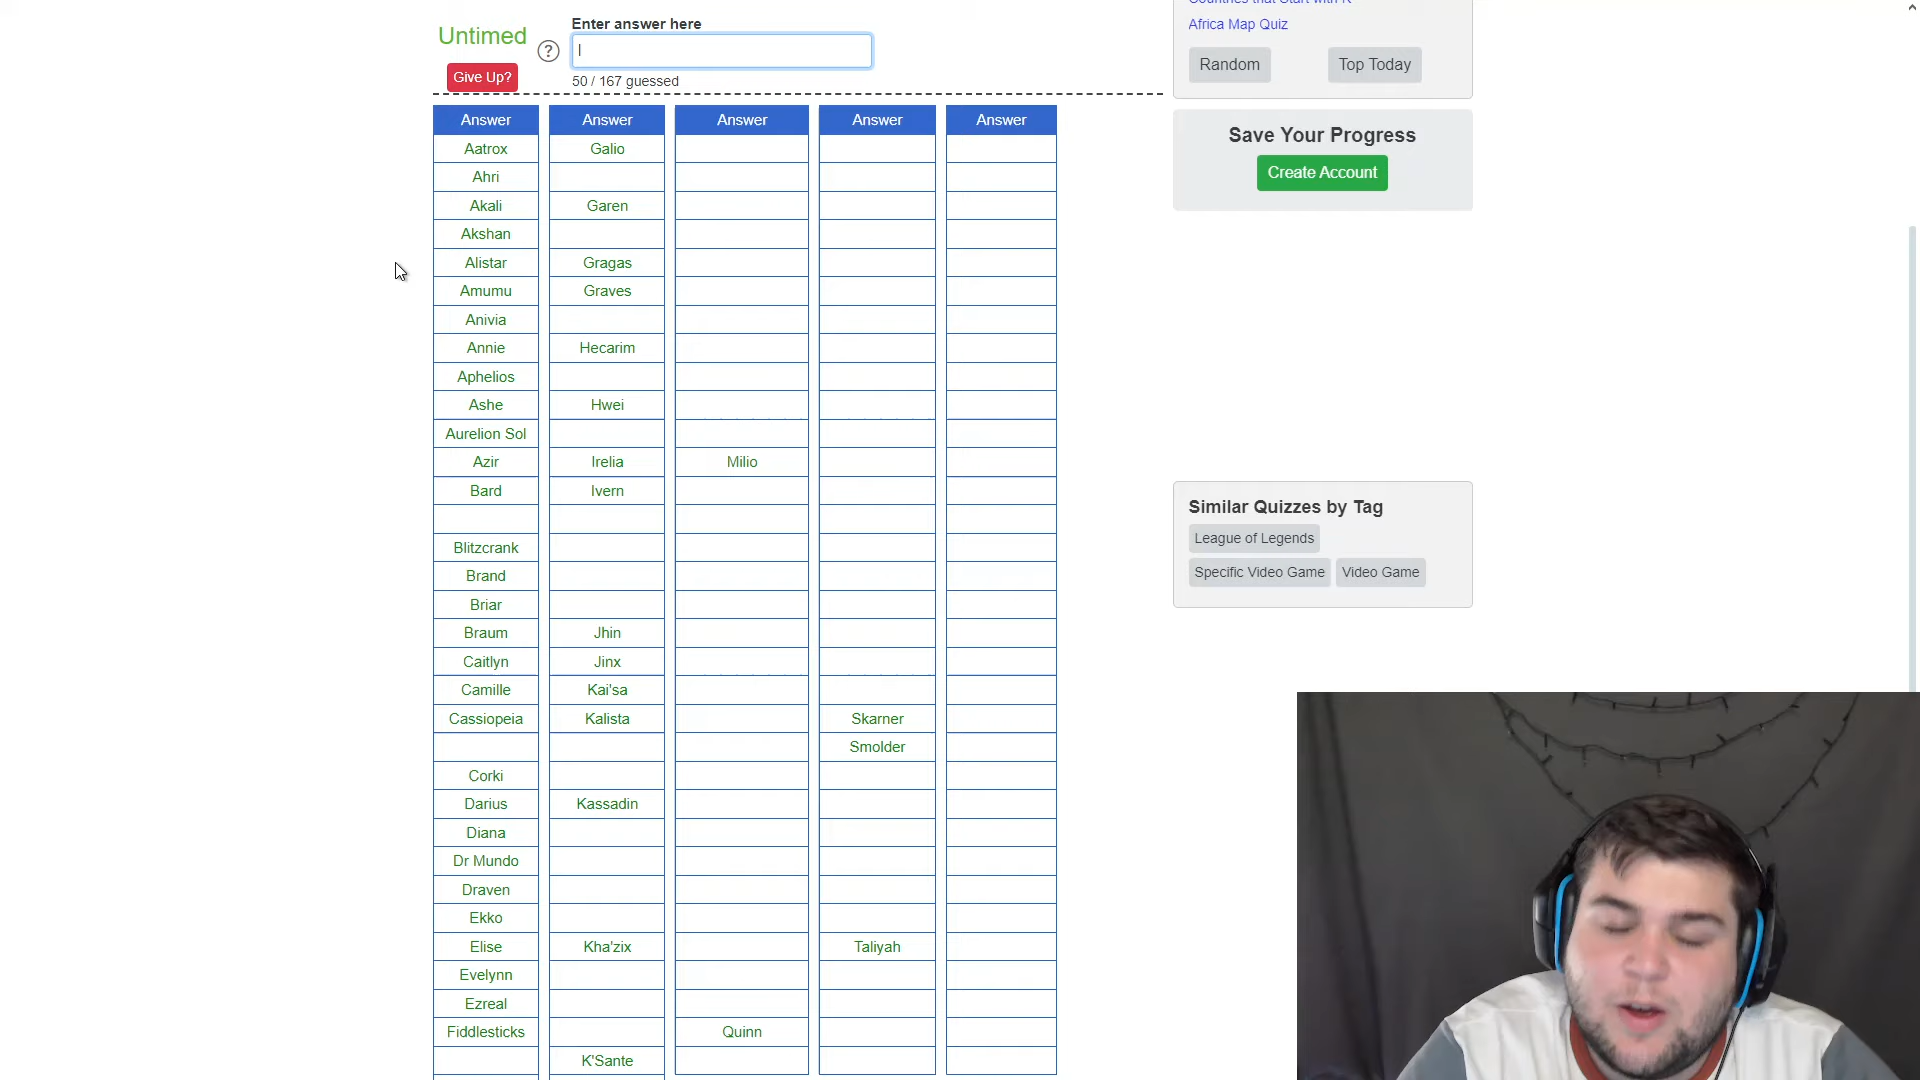 Countries that Start with K
Untimed
Enter answer here
Africa Map Quiz
?
Give Up?
50 / 167 guessed
Random
Top Today
Answer
Answer
Answer
Answer
Answer
Save Your Progress
Create Account
Aatrox
Galio
Ahri
Akali
Garen
Akshan
Alistar
Gragas
Amumu
Graves
Anivia
Annie
Hecarim
Aphelios
Ashe
Hwei
Aurelion Sol
Azir
Irelia
Milio
Bard
Ivern
Similar Quizzes by Tag
League of Legends
Specific Video Game
Video Game
Blitzcrank
Brand
Briar
Braum
Jhin
Caitlyn
Jinx
Camille
Kai'sa
Cassiopeia
Kalista
Skarner
Smolder
Corki
Darius
Kassadin
Diana
Dr Mundo
Draven
Ekko
Elise
Kha'zix
Taliyah
Evelynn
Ezreal
Fiddlesticks
Quinn
K'Sante